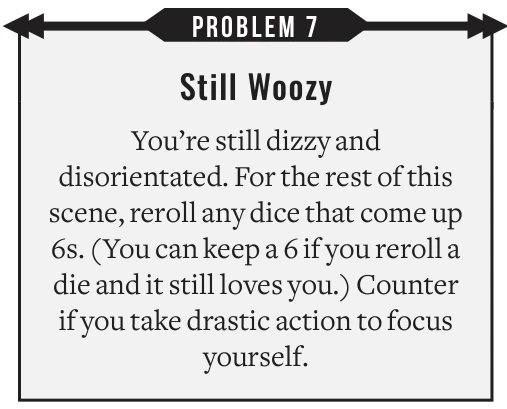 PROBLEM 7
Still Woozy
You're still dizzy and
disorientated. For the rest of this
scene, reroll any dice that come up
6s. (You can keep a 6 if you reroll a
die and it still loves you.) Counter
if you take drastic action to focus
yourself.